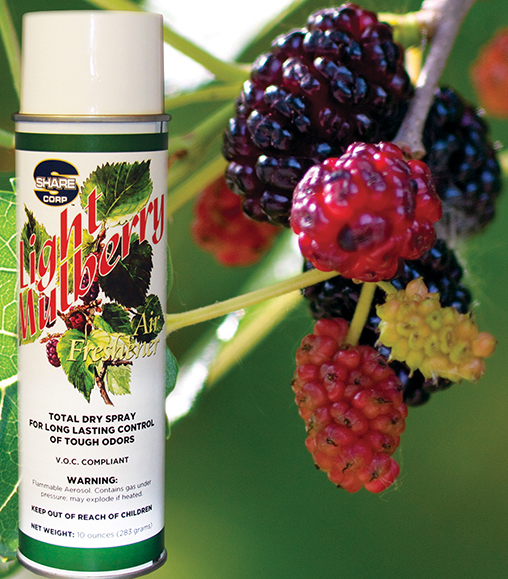 SHARE
CORP
Light
Mulberry
Air
Freshener
TOTAL DRY SPRAY
FOR LONG LASTING CONTROL
OF TOUGH ODORS
V.O.C. COMPLIANT
WARNING:
Flammable Aerosol. Contains gas under
pressure; may explode if heated.
KEEP OUT OF REACH OF CHILDREN
NET WEIGHT: 10 ounces (283 grams)